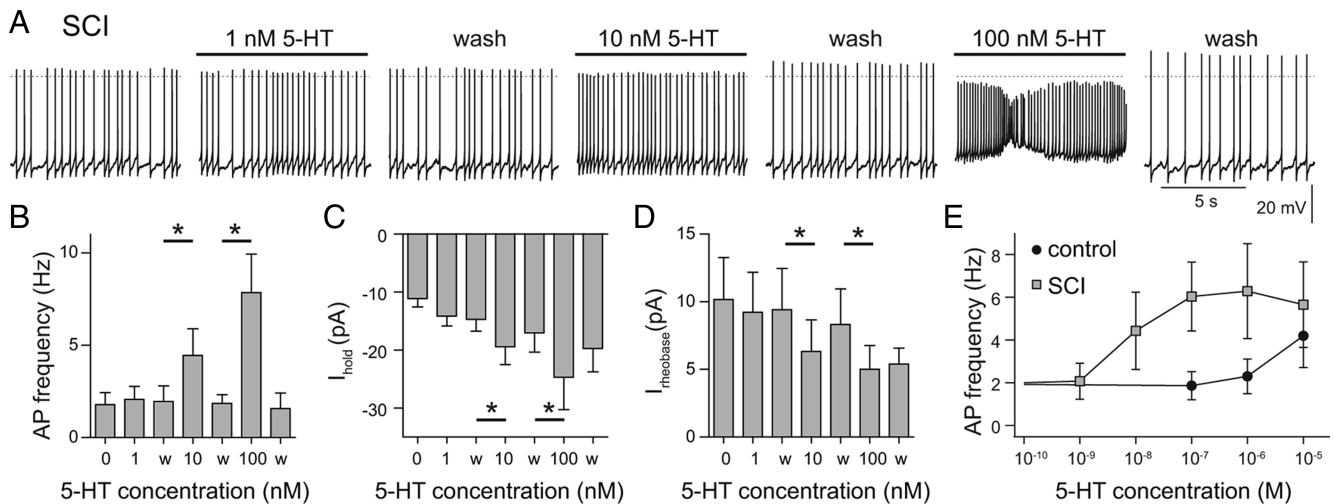 A SCI
1 nM 5-HT wash 10 nM 5-HT wash 100 nM 5-HT wash
5 s
20 mV
B
AP frequency (Hz)
10
5
0
0 1 w 10 w 100 w
* *
5-HT concentration (nM)
C
I hold (pA)
0
-10
-20
-30
* *
0 1 w 10 w 100 w
5-HT concentration (nM)
D
I rheobase (pA)
15
10
5
0
* *
0 1 w 10 w 100 w
5-HT concentration (nM)
E
AP frequency (Hz)
8
6
4
2
0
control
SCI
10⁻¹⁰ 10⁻⁹ 10⁻⁸ 10⁻⁷ 10⁻⁶ 10⁻⁵
5-HT concentration (M)